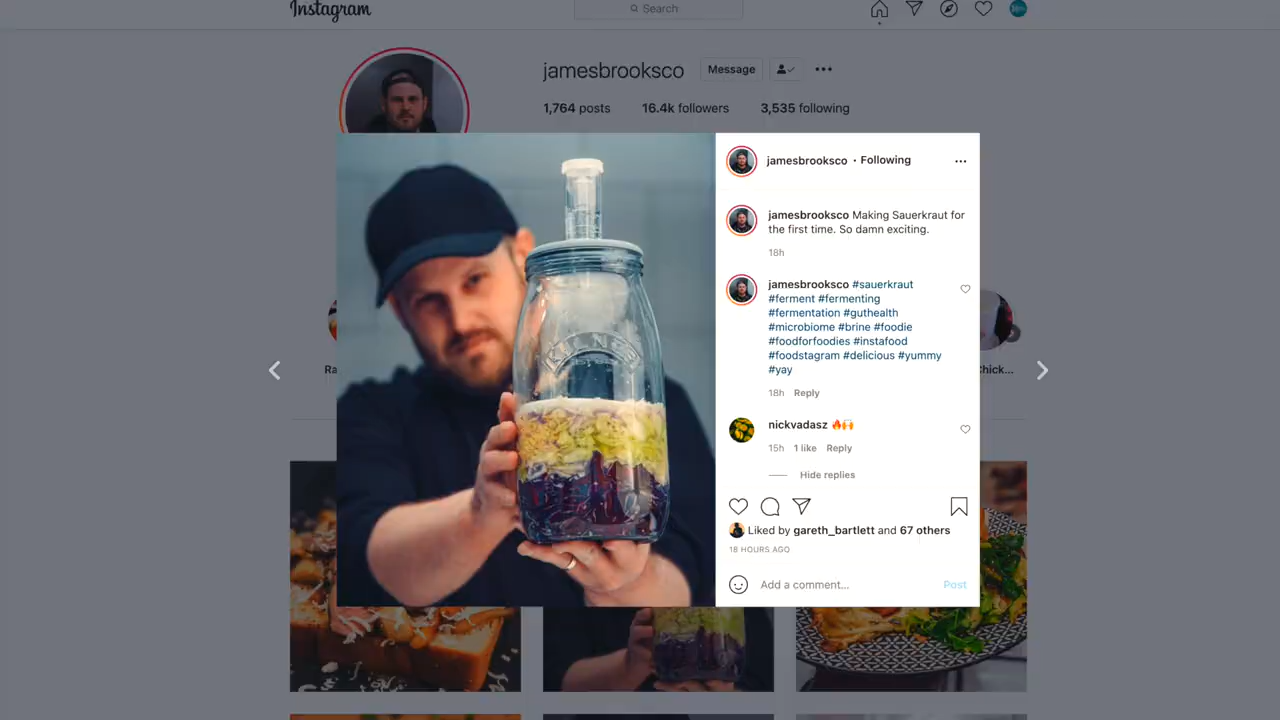 Instagram
Search
jamesbrooksco
Message
1,764 posts 16.4k followers 3,535 following
jamesbrooksco • Following
jamesbrooksco Making Sauerkraut for
the first time. So damn exciting.
18h
jamesbrooksco #sauerkraut
#ferment #fermenting
#fermentation #guthealth
#microbiome #brine #foodie
#foodforfoodies #instafood
#foodstagram #delicious #yummy
#yay
18h Reply
nickvadasz 🔥🙌
15h 1 like Reply
Hide replies
Liked by gareth_bartlett and 67 others
18 HOURS AGO
Add a comment... Post
KILNER
Ra
Chick...